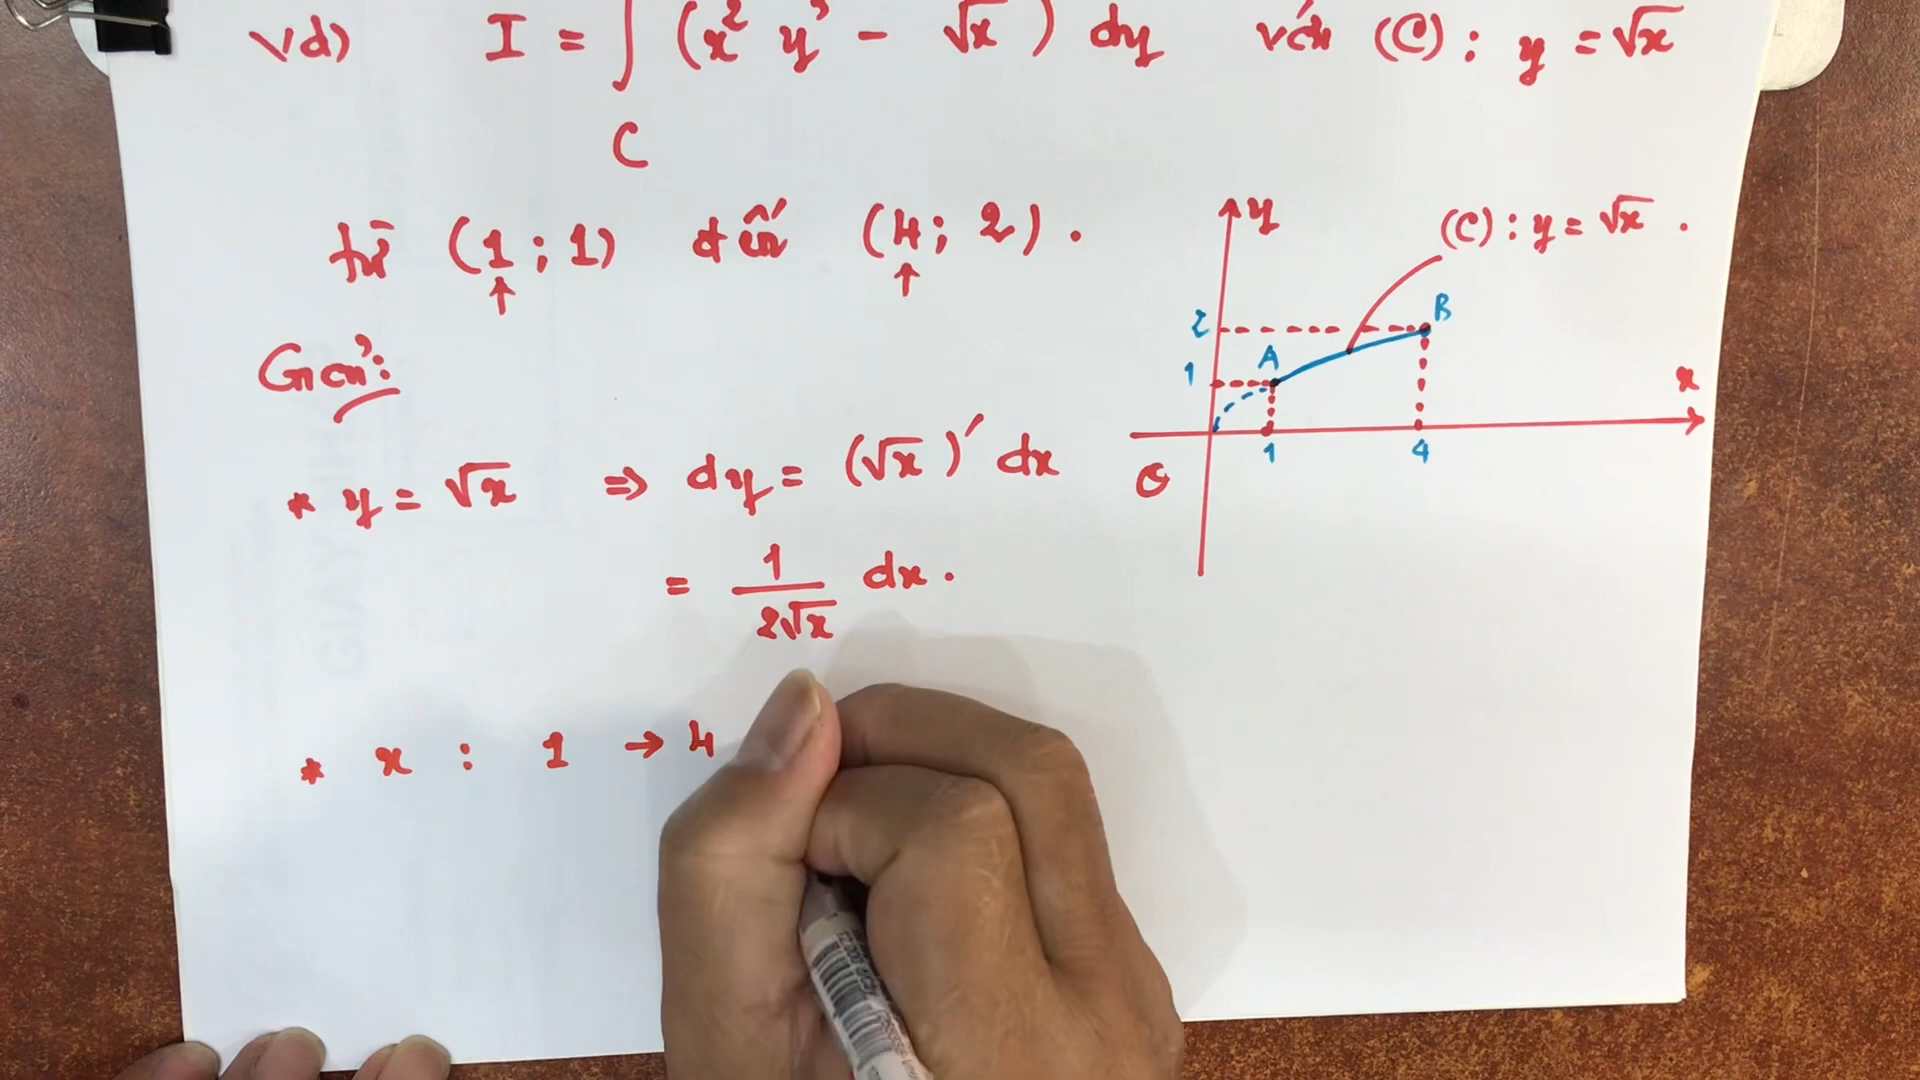 Vd) I = ∫ (x² y³ - √x) dy với (C) : y = √x
C
từ (1 ; 1) đến (4 ; 2) .
↑ ↑
Giải:
* y = √x ⇒ dy = (√x)' dx
= 1/(2√x) dx .
* x : 1 → 4
y
(C) : y = √x .
2
B
1
A
x
O
1
4